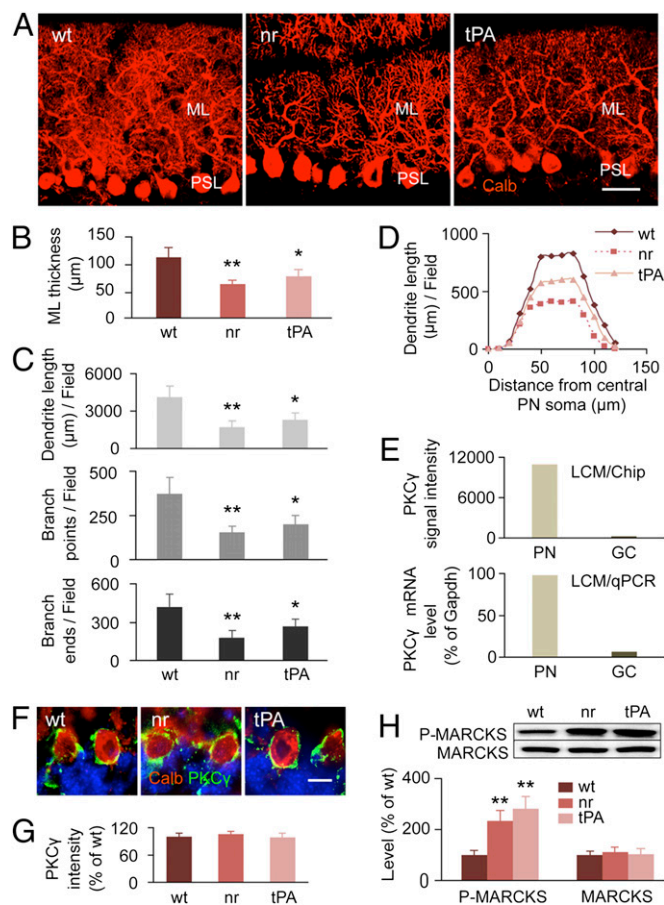 A
wt
nr
tPA
ML
ML
ML
PSL
PSL
PSL
Calb
B
ML thickness
(µm)
150
100
50
0
**
*
wt
nr
tPA
C
Dendrite length
(µm) / Field
6000
3000
0
**
*
Branch
points / Field
500
250
0
**
*
Branch
ends / Field
600
300
0
**
*
wt
nr
tPA
D
Dendrite length
(µm) / Field
1000
500
0
0
50
100
150
Distance from central
PN soma (µm)
wt
nr
tPA
E
PKCγ
signal intensity
12000
6000
0
LCM/Chip
PN
GC
PKCγ mRNA
level
(% of Gapdh)
100
50
0
LCM/qPCR
PN
GC
F
wt
nr
tPA
Calb PKCγ
G
PKCγ
intensity
(% of wt)
120
60
0
wt
nr
tPA
H
wt
nr
tPA
P-MARCKS
MARCKS
Level (% of wt)
400
200
0
**
**
wt
nr
tPA
P-MARCKS
MARCKS